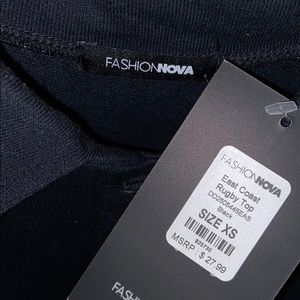 FASHIONNOVA
FASHIONNOVA
East Coast
Rugby Top
Black
SIZE XS
MSRP : $ 27.99
FASHION